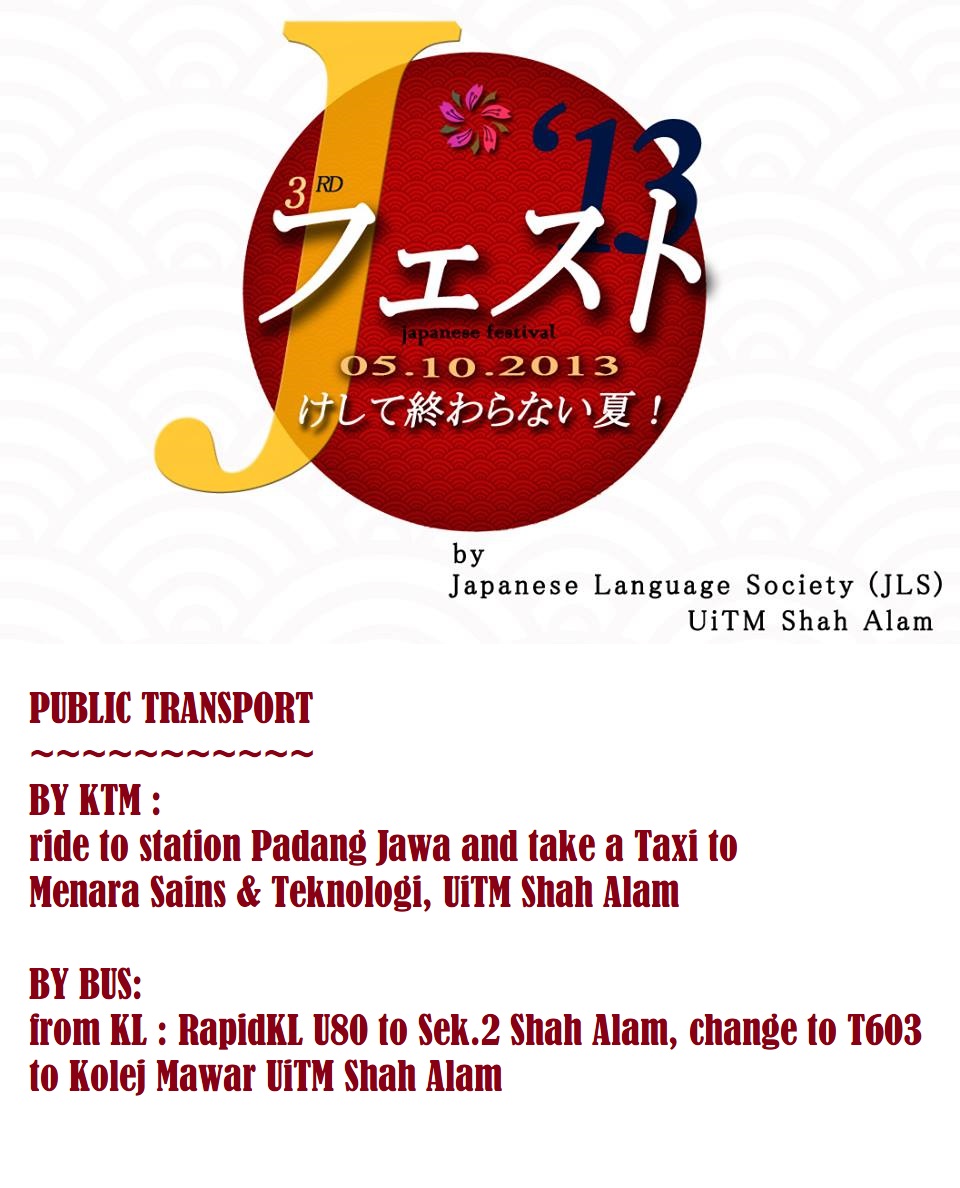 J
'13
3RD
フェスト
japanese festival
05.10.2013
けして終わらない夏！
by
Japanese Language Society (JLS)
UiTM Shah Alam
PUBLIC TRANSPORT
~~~~~~~~~~~
BY KTM :
ride to station Padang Jawa and take a Taxi to
Menara Sains & Teknologi, UiTM Shah Alam
BY BUS:
from KL : RapidKL U80 to Sek.2 Shah Alam, change to T603
to Kolej Mawar UiTM Shah Alam